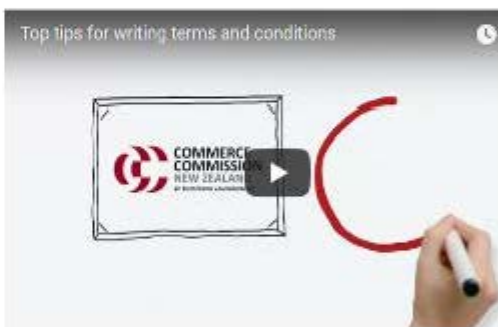 Top tips for writing terms and conditions
COMMERCE
COMMISSION
NEW ZEALAND